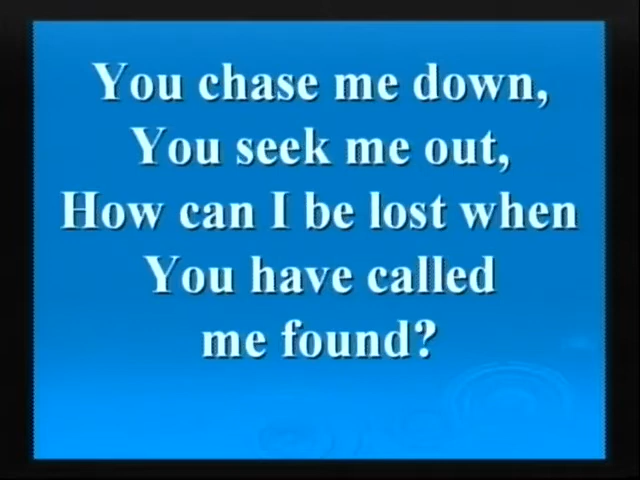 You chase me down,
You seek me out,
How can I be lost when
You have called
me found?